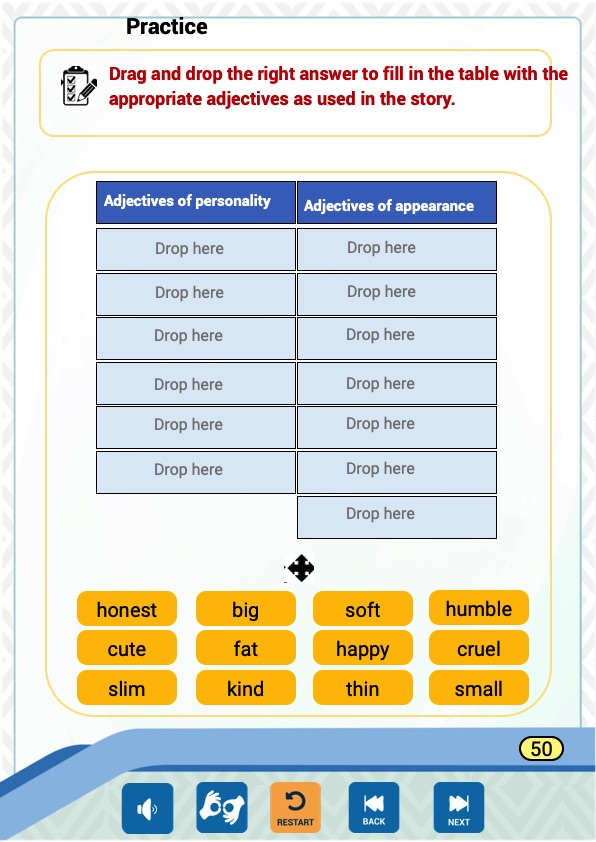 Practice
Drag and drop the right answer to fill in the table with the
appropriate adjectives as used in the story.
Adjectives of personality Adjectives of appearance
Drop here Drop here
Drop here Drop here
Drop here Drop here
Drop here Drop here
Drop here Drop here
Drop here Drop here
Drop here
honest big soft humble
cute fat happy cruel
slim kind thin small
50
RESTART BACK NEXT